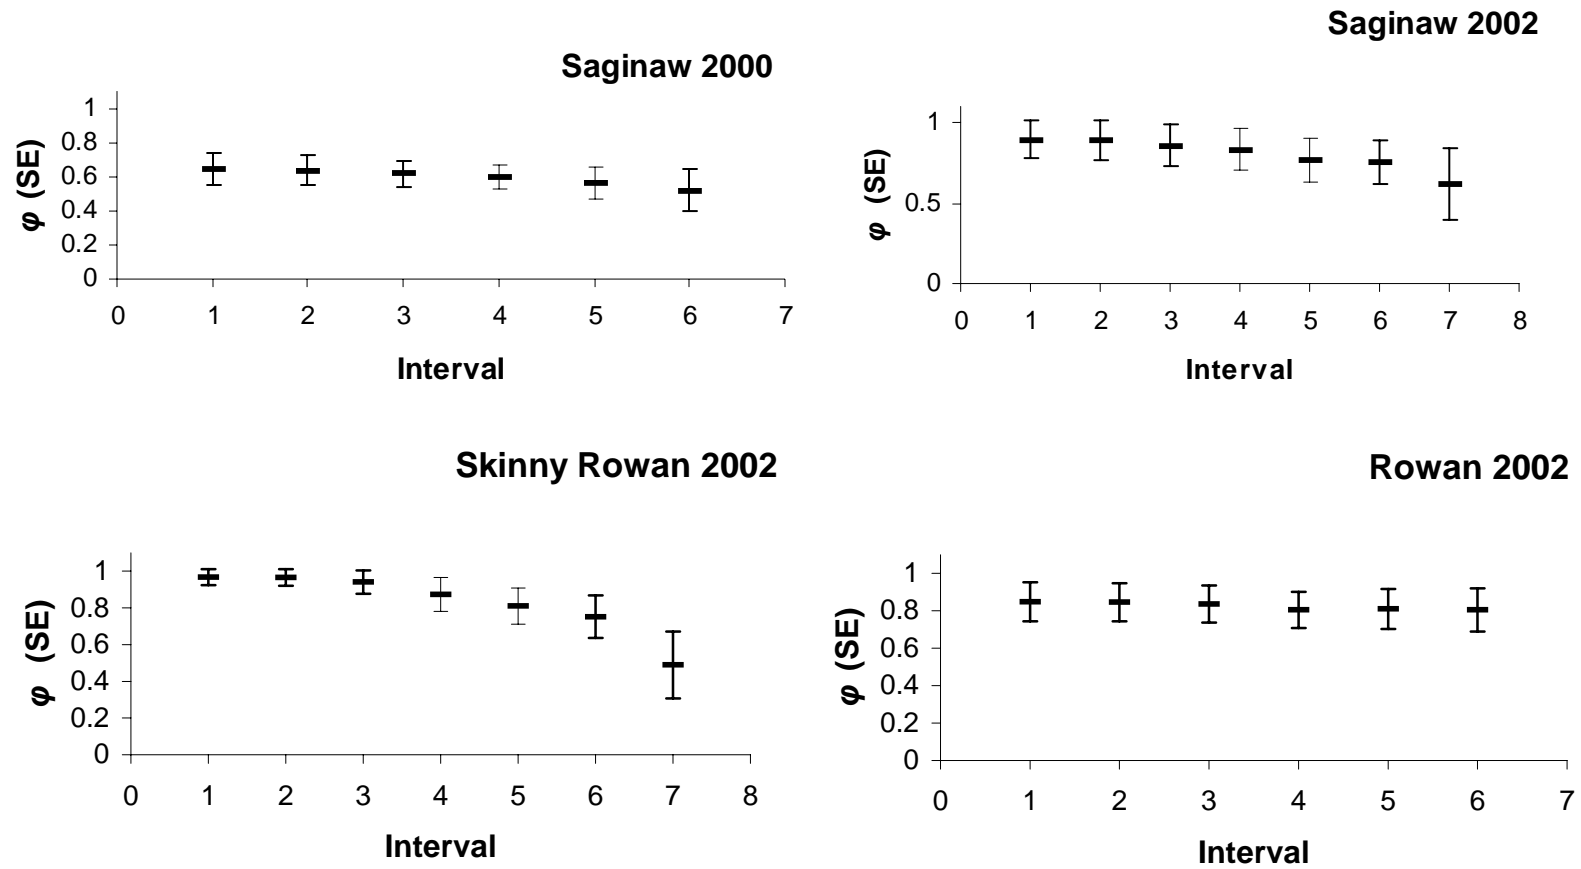 Saginaw 2000
1
0.8
0.6
0.4
0.2
0
φ (SE)
0 1 2 3 4 5 6 7
Interval
Saginaw 2002
1
0.5
0
φ (SE)
0 1 2 3 4 5 6 7 8
Interval
Skinny Rowan 2002
1
0.8
0.6
0.4
0.2
0
φ (SE)
0 1 2 3 4 5 6 7 8
Interval
Rowan 2002
1
0.8
0.6
0.4
0.2
0
φ (SE)
0 1 2 3 4 5 6 7
Interval